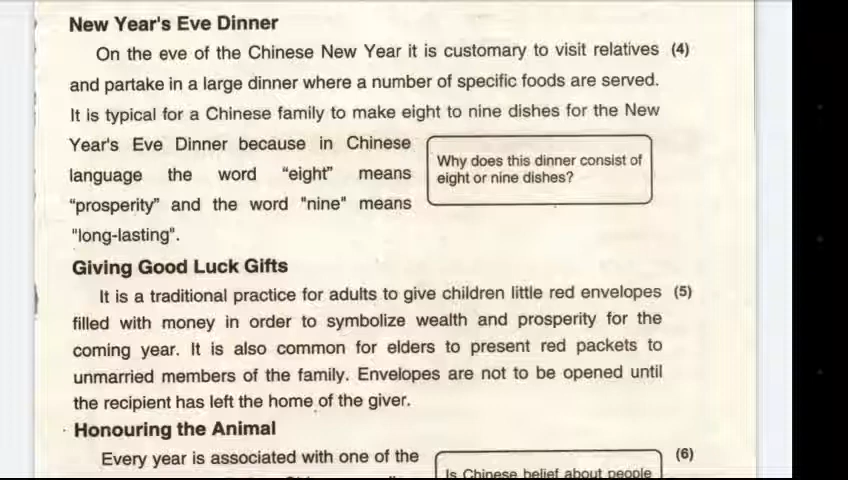 New Year's Eve Dinner
On the eve of the Chinese New Year it is customary to visit relatives (4)
and partake in a large dinner where a number of specific foods are served.
It is typical for a Chinese family to make eight to nine dishes for the New
Year's Eve Dinner because in Chinese
language the word "eight" means
"prosperity" and the word "nine" means
"long-lasting".
Why does this dinner consist of
eight or nine dishes?
Giving Good Luck Gifts
It is a traditional practice for adults to give children little red envelopes (5)
filled with money in order to symbolize wealth and prosperity for the
coming year. It is also common for elders to present red packets to
unmarried members of the family. Envelopes are not to be opened until
the recipient has left the home of the giver.
Honouring the Animal
Every year is associated with one of the (6)
Is Chinese belief about people